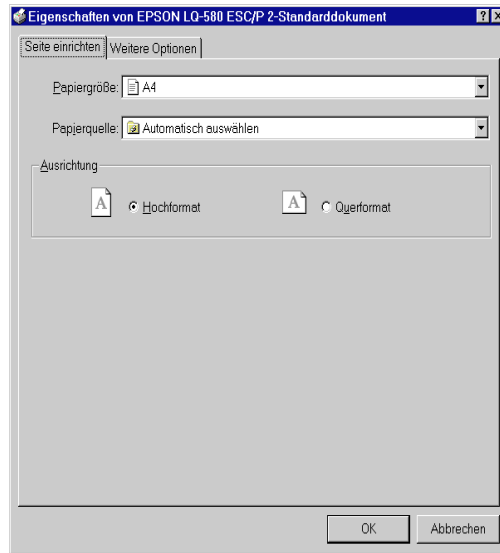 Eigenschaften von EPSON LQ-580 ESC/P 2-Standarddokument
Seite einrichten Weitere Optionen
Papiergröße: A4
Papierquelle: Automatisch auswählen
Ausrichtung
A Hochformat A Querformat
OK Abbrechen